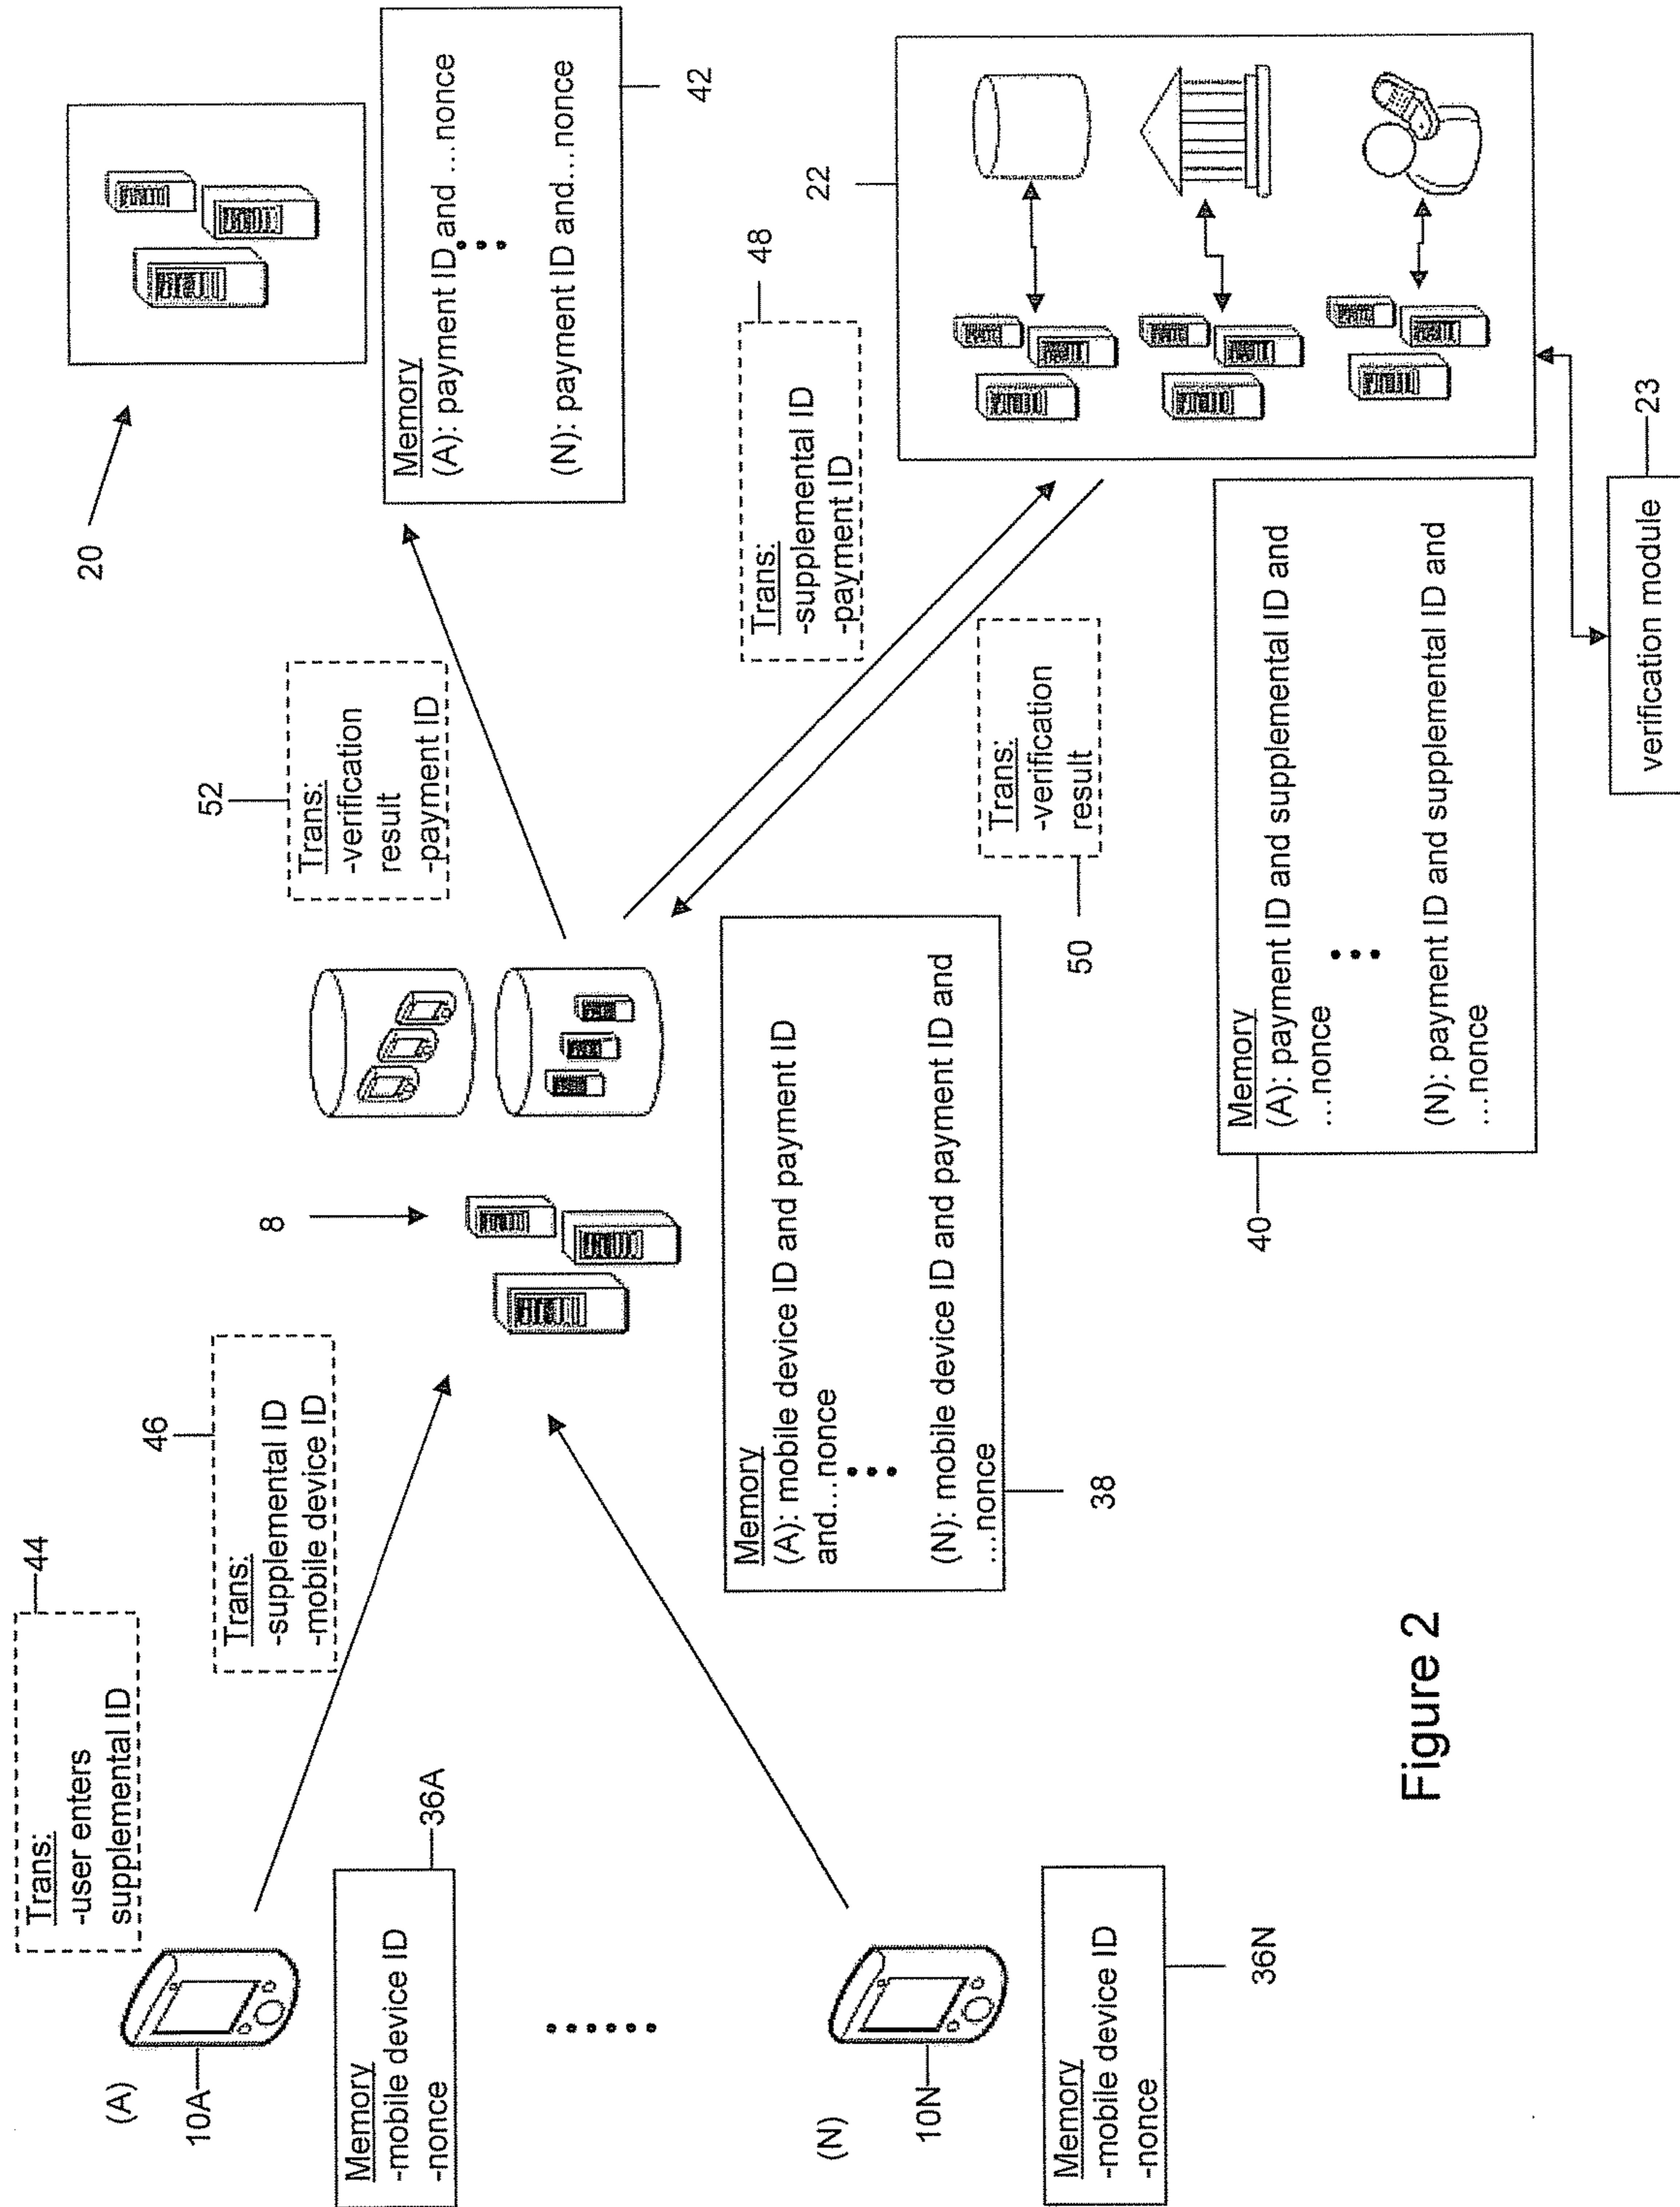 Trans:
-user enters
supplemental ID
44
(A)
10A
Memory
-mobile device ID
-nonce
36A
(N)
10N
Memory
-mobile device ID
-nonce
36N
46
Trans:
-supplemental ID
-mobile device ID
8
Memory
(A): mobile device ID and payment ID
and...nonce
(N): mobile device ID and payment ID and
....nonce
38
52
Trans:
-verification
result
-payment ID
20
Memory
(A): payment ID and ...nonce
(N): payment ID and...nonce
42
Trans:
-supplemental ID
-payment ID
48
50
Trans:
-verification
result
22
40
Memory
(A): payment ID and supplemental ID and
....nonce
(N): payment ID and supplemental ID and
....nonce
verification module
23
Figure 2